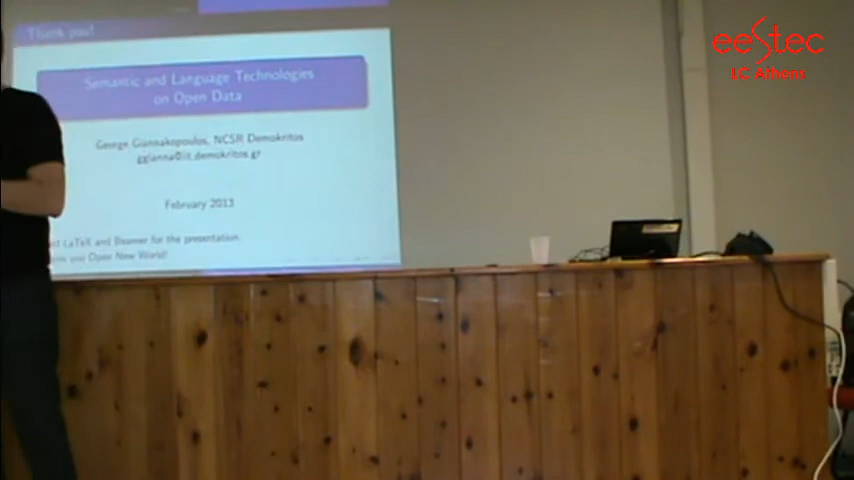 Thank you!
Semantic and Language Technologies
on Open Data
George Giannakopoulos, NCSR Demokritos
ggianna@iit.demokritos.gr
February 2013
LaTeX and Beamer for the presentation.
you Open New World!
eestec
LC Athens